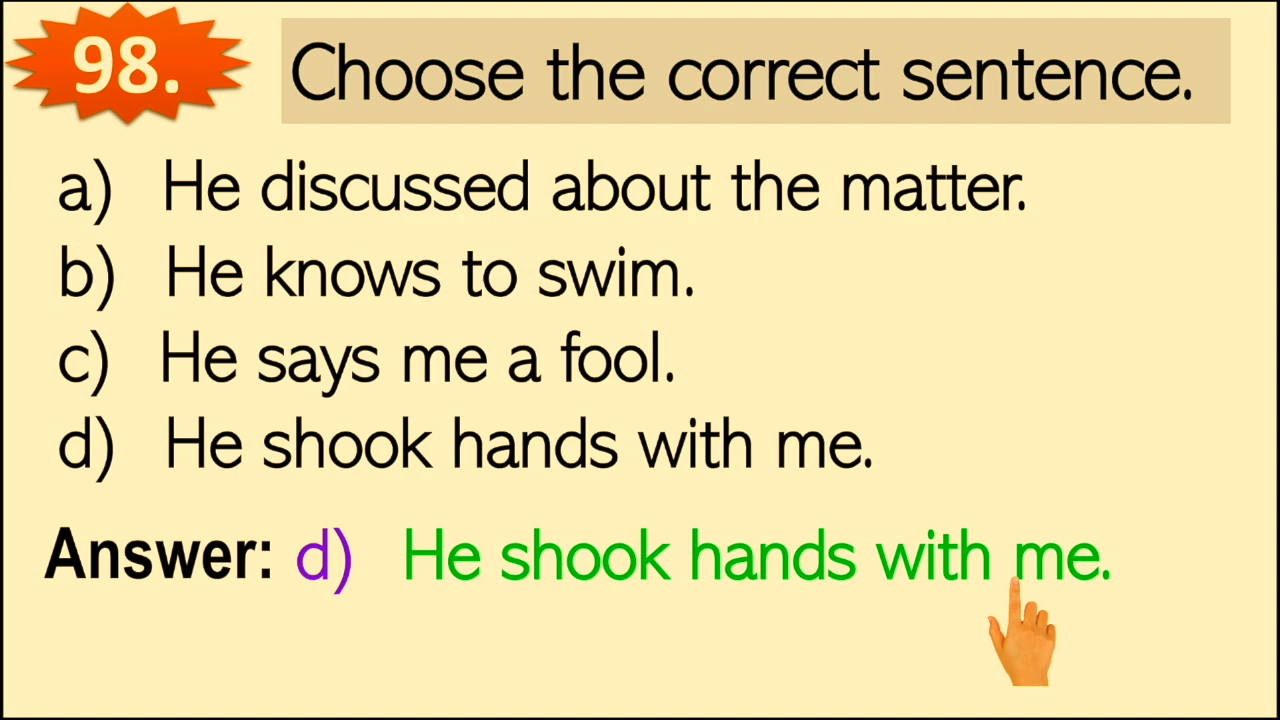 98. Choose the correct sentence.
a) He discussed about the matter.
b) He knows to swim.
c) He says me a fool.
d) He shook hands with me.
Answer: d) He shook hands with me.